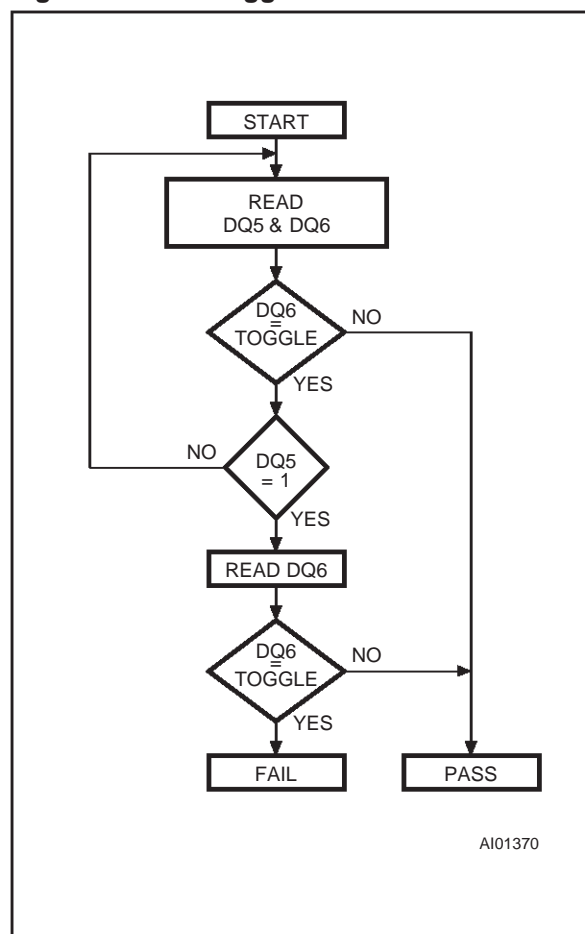 START
READ
DQ5 & DQ6
DQ6
=
TOGGLE
NO
YES
NO
DQ5
= 1
YES
READ DQ6
DQ6
=
TOGGLE
NO
YES
FAIL
PASS
AI01370